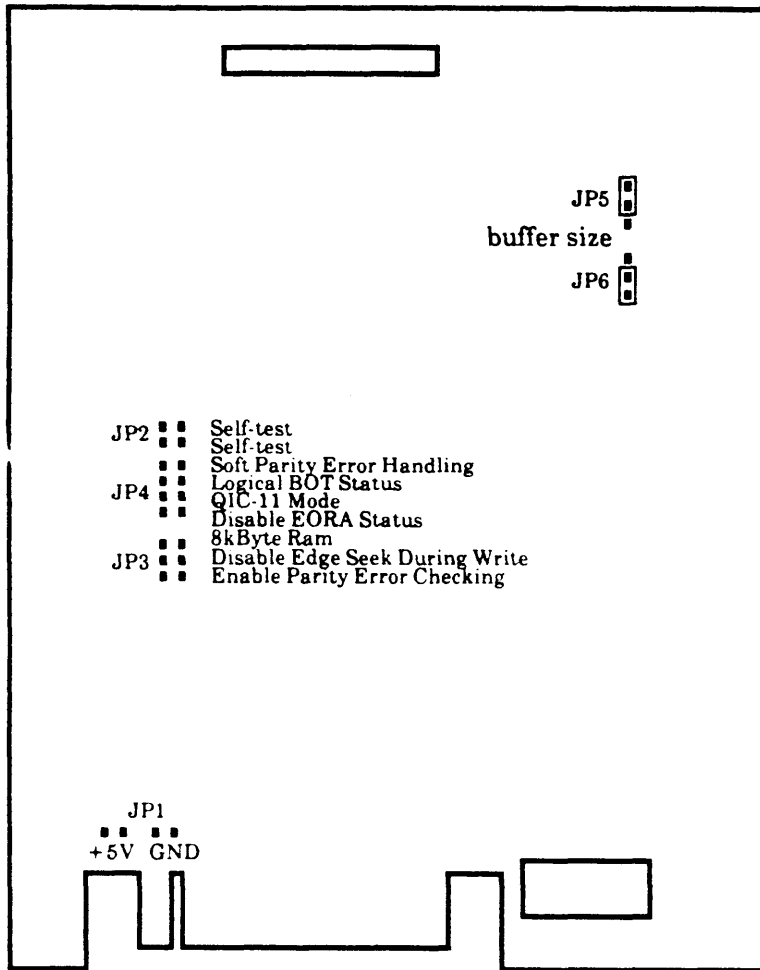 JP5
buffer size
JP6
JP2
Self-test
Self-test
Soft Parity Error Handling
JP4
Logical BOT Status
QIC-11 Mode
Disable EORA Status
8kByte Ram
JP3
Disable Edge Seek During Write
Enable Parity Error Checking
JP1
+5V GND